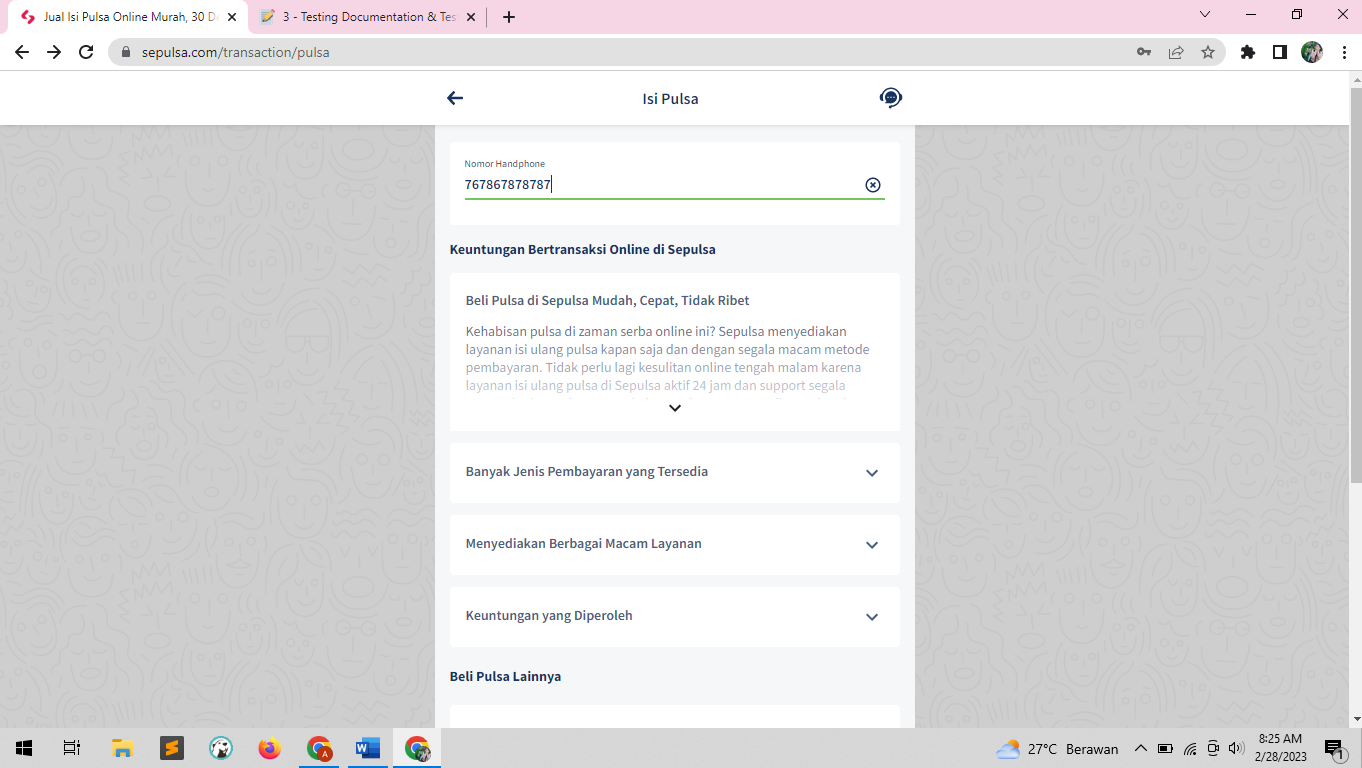 Jual Isi Pulsa Online Murah, 30 De
3 - Testing Documentation & Tes
sepulsa.com/transaction/pulsa
Isi Pulsa
Nomor Handphone
767867878787
Keuntungan Bertransaksi Online di Sepulsa
Beli Pulsa di Sepulsa Mudah, Cepat, Tidak Ribet
Kehabisan pulsa di zaman serba online ini? Sepulsa menyediakan
layanan isi ulang pulsa kapan saja dan dengan segala macam metode
pembayaran. Tidak perlu lagi kesulitan online tengah malam karena
layanan isi ulang pulsa di Sepulsa aktif 24 jam dan support segala
Banyak Jenis Pembayaran yang Tersedia
Menyediakan Berbagai Macam Layanan
Keuntungan yang Diperoleh
Beli Pulsa Lainnya
27°C Berawan
8:25 AM
2/28/2023
1